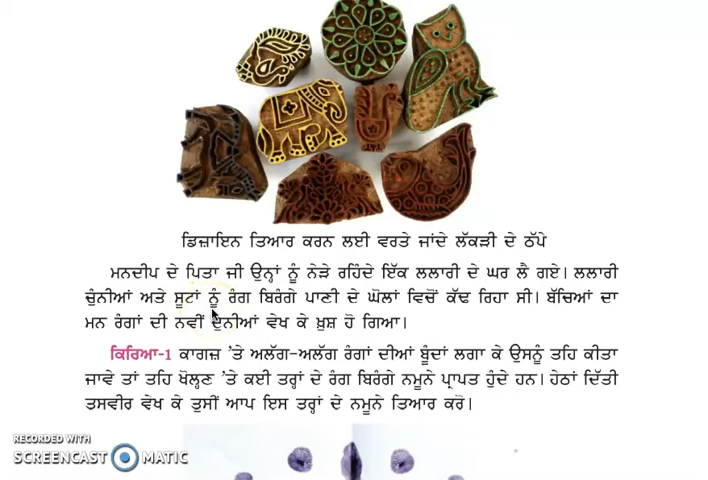 ਡਿਜ਼ਾਇਨ ਤਿਆਰ ਕਰਨ ਲਈ ਵਰਤੇ ਜਾਂਦੇ ਲੱਕੜੀ ਦੇ ਠੱਪੇ
ਮਨਦੀਪ ਦੇ ਪਿਤਾ ਜੀ ਉਨ੍ਹਾਂ ਨੂੰ ਨੇੜੇ ਰਹਿੰਦੇ ਇੱਕ ਲਲਾਰੀ ਦੇ ਘਰ ਲੈ ਗਏ। ਲਲਾਰੀ
ਚੁੰਨੀਆਂ ਅਤੇ ਸੂਟਾਂ ਨੂੰ ਰੰਗ ਬਿਰੰਗੇ ਪਾਣੀ ਦੇ ਘੋਲਾਂ ਵਿਚੋਂ ਕੱਢ ਰਿਹਾ ਸੀ। ਬੱਚਿਆਂ ਦਾ
ਮਨ ਰੰਗਾਂ ਦੀ ਨਵੀਂ ਦੁਨੀਆਂ ਵੇਖ ਕੇ ਖ਼ੁਸ਼ ਹੋ ਗਿਆ।
ਕਿਰਿਆ-1 ਕਾਗਜ਼ 'ਤੇ ਅਲੱਗ-ਅਲੱਗ ਰੰਗਾਂ ਦੀਆਂ ਬੂੰਦਾਂ ਲਗਾ ਕੇ ਉਸਨੂੰ ਤਹਿ ਕੀਤਾ
ਜਾਵੇ ਤਾਂ ਤਹਿ ਖੋਲ੍ਹਣ 'ਤੇ ਕਈ ਤਰ੍ਹਾਂ ਦੇ ਰੰਗ ਬਿਰੰਗੇ ਨਮੂਨੇ ਪ੍ਰਾਪਤ ਹੁੰਦੇ ਹਨ। ਹੇਠਾਂ ਦਿੱਤੀ
ਤਸਵੀਰ ਵੇਖ ਕੇ ਤੁਸੀਂ ਆਪ ਇਸ ਤਰ੍ਹਾਂ ਦੇ ਨਮੂਨੇ ਤਿਆਰ ਕਰੋ।
RECORDED WITH
SCREENCAST MATIC